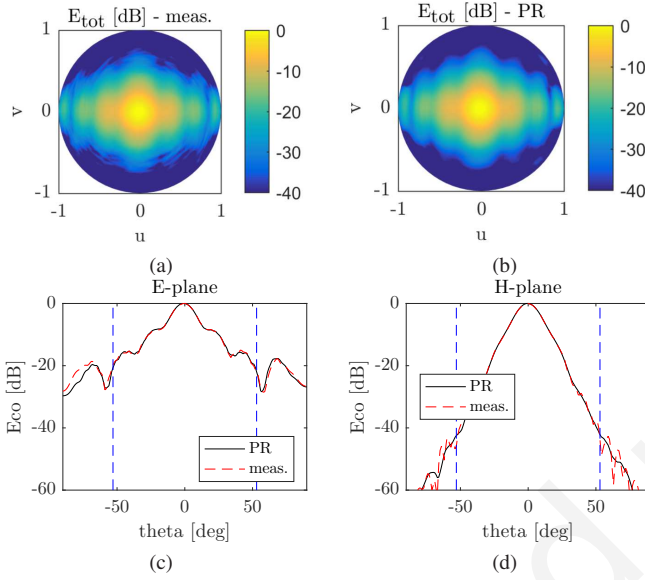 E_tot [dB] - meas.
E_tot [dB] - PR
1
0
-1
v
-1
0
1
u
0
-10
-20
-30
-40
1
0
-1
v
-1
0
1
u
0
-10
-20
-30
-40
(a)
(b)
E-plane
H-plane
0
-20
-40
-60
Eco [dB]
PR
meas.
-50
0
50
theta [deg]
0
-20
-40
-60
Eco [dB]
PR
meas.
-50
0
50
theta [deg]
(c)
(d)